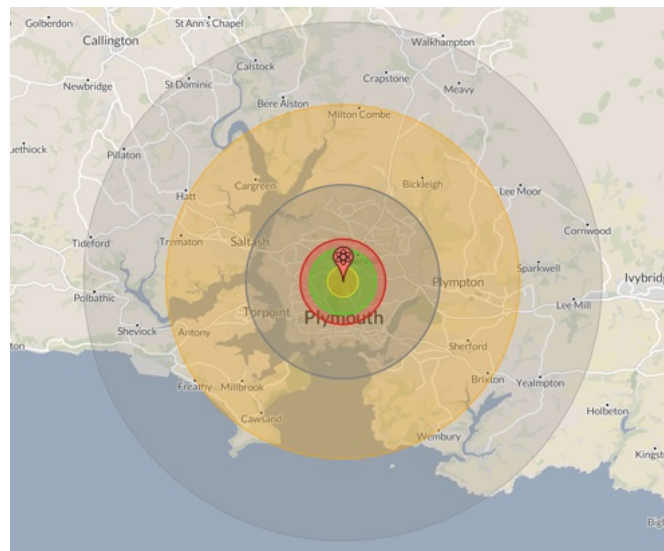 Golberdon
St Ann's Chapel
Callington
Walkhampton
Calstock
Newbridge
St Dominic
Crapstone
Meavy
Bere Alston
Milton Combe
Pillaton
Cargreen
Bickleigh
Hatt
Lee Moor
Cornwood
Tideford
Trematon
Saltash
Sparkwell
Plympton
Ivybridg
Polbathic
Lee Mill
Torpoint
Plymouth
Sheviock
Antony
Sherford
Freathy
Millbrook
Brixton
Yealmpton
Cawsand
Holbeton
Wembury
Kings